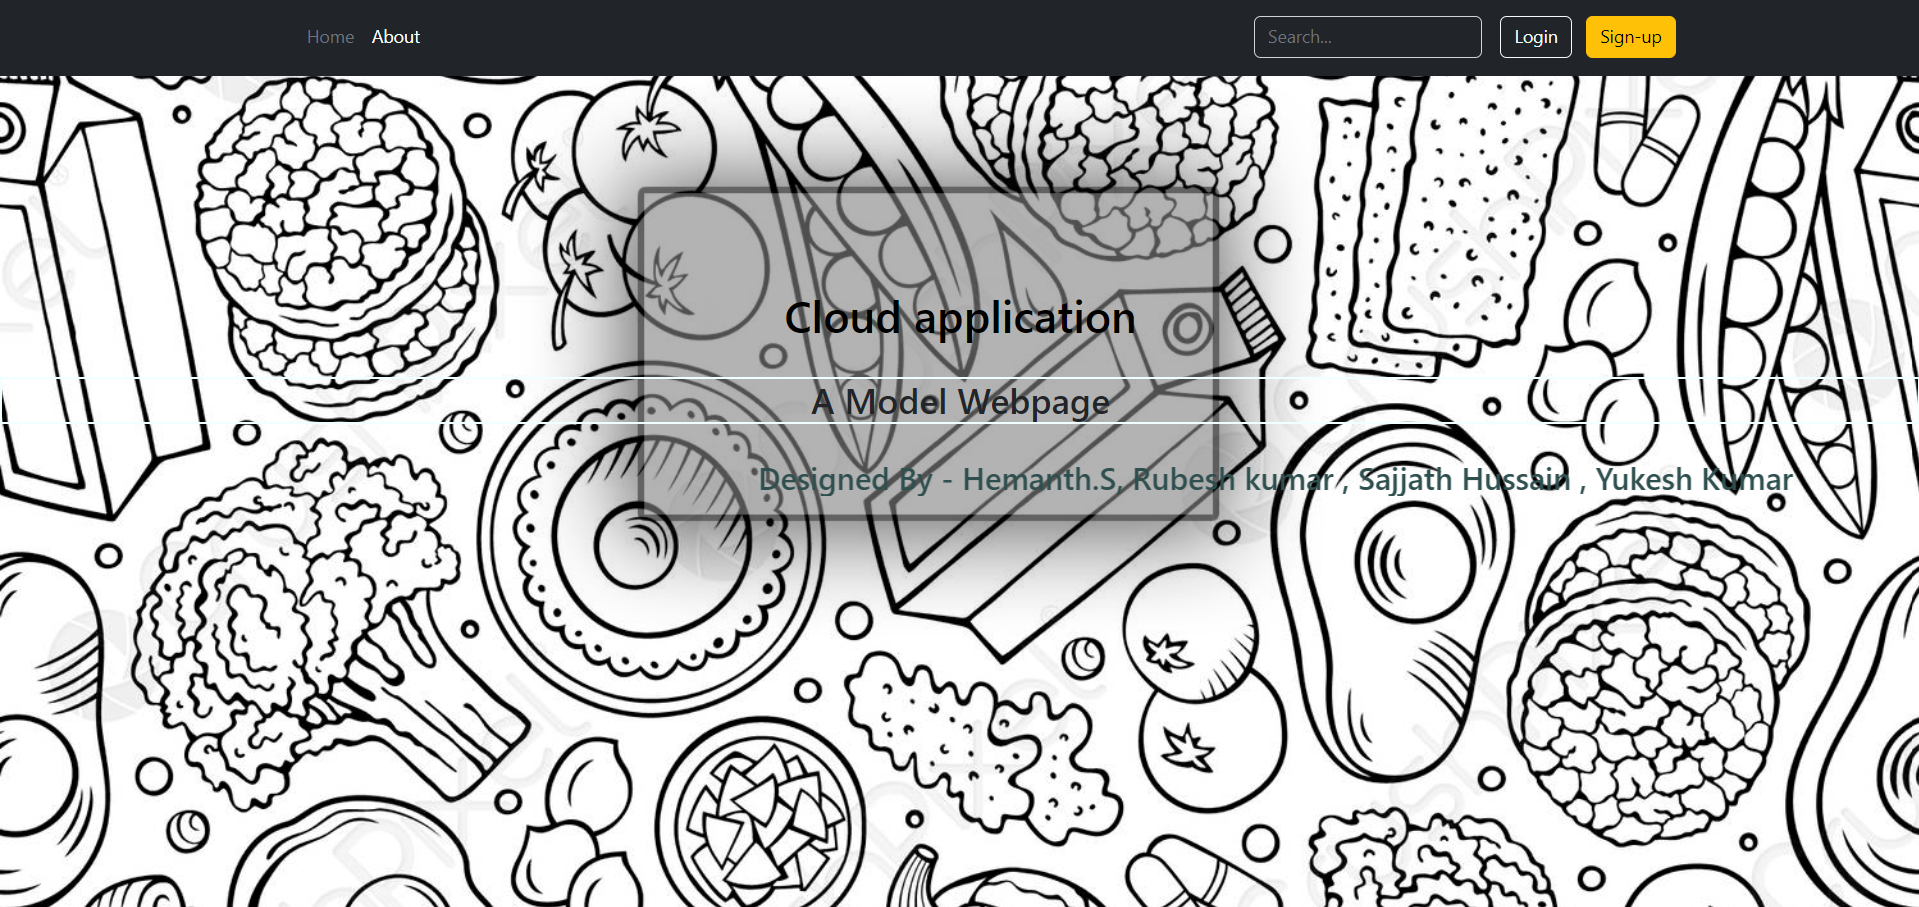 Home About Search... Login Sign-up
Cloud application
A Model Webpage
Designed By - Hemanth.S, Rubesh kumar , Sajjath Hussain , Yukesh Kumar